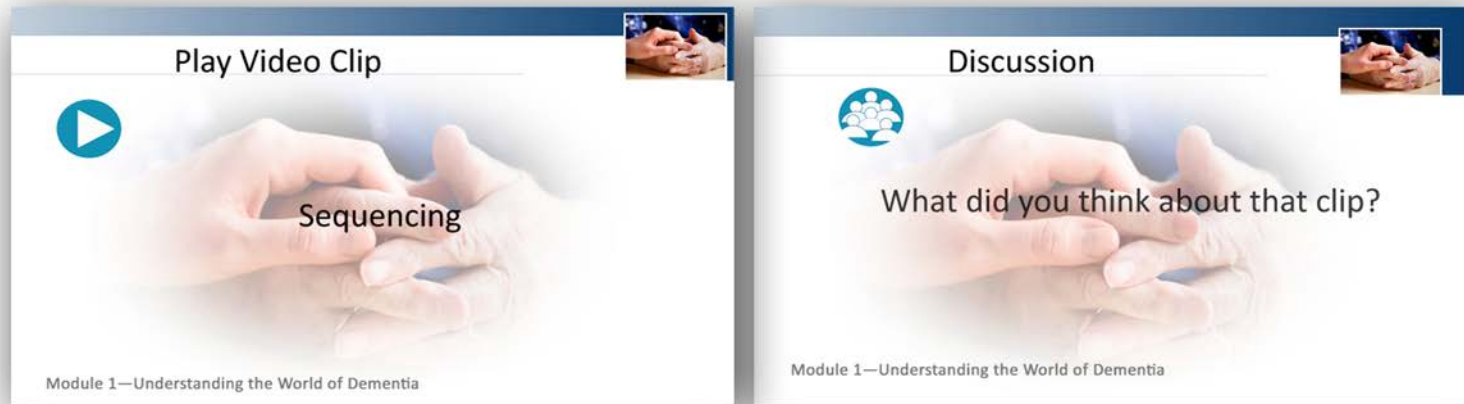 Play Video Clip
Sequencing
Module 1—Understanding the World of Dementia
Discussion
What did you think about that clip?
Module 1—Understanding the World of Dementia